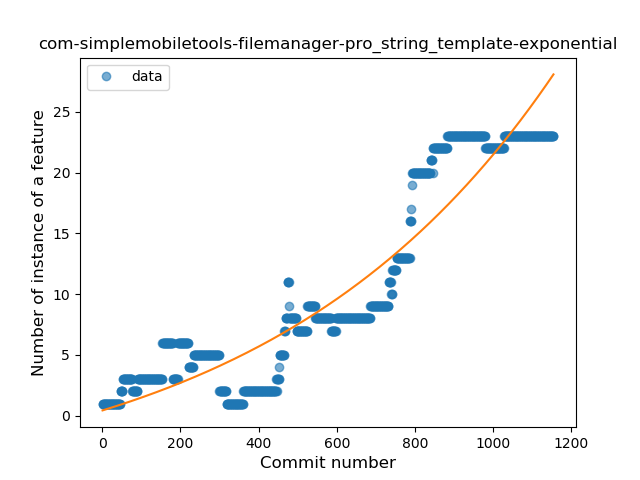 com-simplemobiletools-filemanager-pro_string_template-exponential
data
Number of instance of a feature
25
20
15
10
5
0
0 200 400 600 800 1000 1200
Commit number